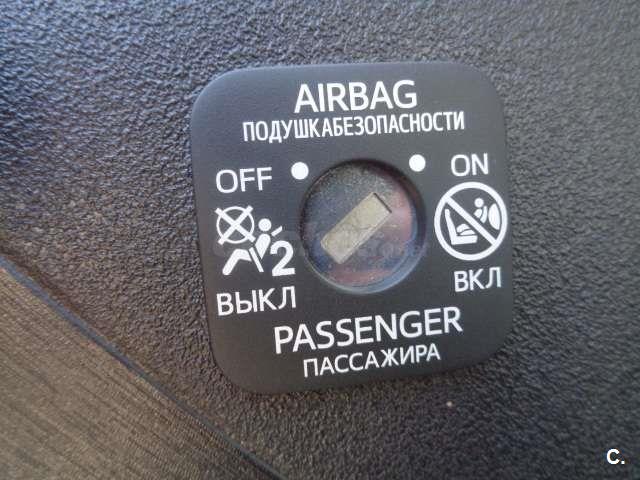 AIRBAG
ПОДУШКАБЕЗОПАСНОСТИ
OFF
ON
2
ВЫКЛ
ВКЛ
PASSENGER
ПАССАЖИРА
C.